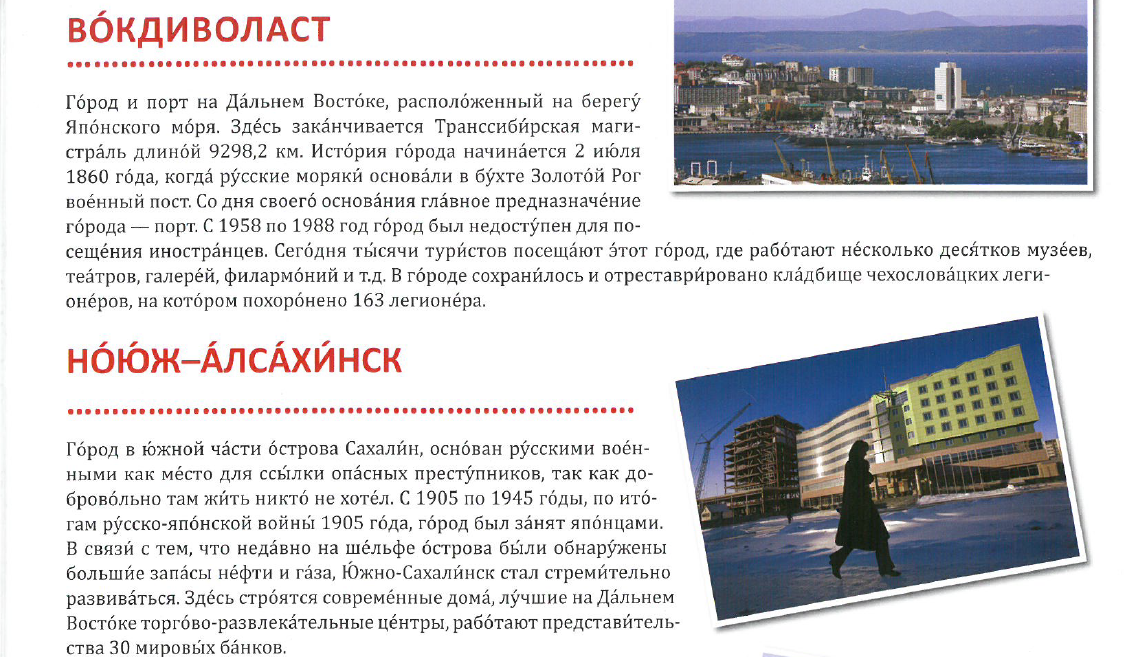 ВО́КДИВОЛАСТ
Го́род и порт на Да́льнем Восто́ке, располо́женный на берегу́
Япо́нского мо́ря. Зде́сь зака́нчивается Транссиби́рская маги-
стра́ль длино́й 9298,2 км. Исто́рия го́рода начина́ется 2 ию́ля
1860 го́да, когда́ ру́сские моряки́ основа́ли в бу́хте Золото́й Рог
вое́нный пост. Со дня своего́ основа́ния гла́вное предназначе́ние
го́рода — порт. С 1958 по 1988 год го́род был недосту́пен для по-
сеще́ния иностра́нцев. Сего́дня ты́сячи тури́стов посеща́ют э́тот го́род, где рабо́тают не́сколько деся́тков музе́ев,
теа́тров, галере́й, филармо́ний и т.д. В го́роде сохрани́лось и отреставри́ровано кла́дбище чехослова́цких леги-
оне́ров, на кото́ром похоро́нено 163 легионе́ра.
НО́Ю́Ж–А́ЛСА́ХИ́НСК
Го́род в ю́жной ча́сти о́строва Сахали́н, осно́ван ру́сскими вое́н-
ными как ме́сто для ссы́лки опа́сных престу́пников, так как до-
брово́льно там жи́ть никто́ не хоте́л. С 1905 по 1945 го́ды, по ито́-
гам ру́сско-япо́нской войны́ 1905 го́да, го́род был за́нят япо́нцами.
В связи́ с тем, что неда́вно на ше́льфе о́строва бы́ли обнару́жены
больши́е запа́сы не́фти и га́за, Ю́жно-Сахали́нск стал стреми́тельно
развива́ться. Зде́сь стро́ятся совреме́нные дома́, лу́чшие на Да́льнем
Восто́ке торго́во-развлека́тельные це́нтры, рабо́тают представи́тель-
ства 30 мировы́х ба́нков.